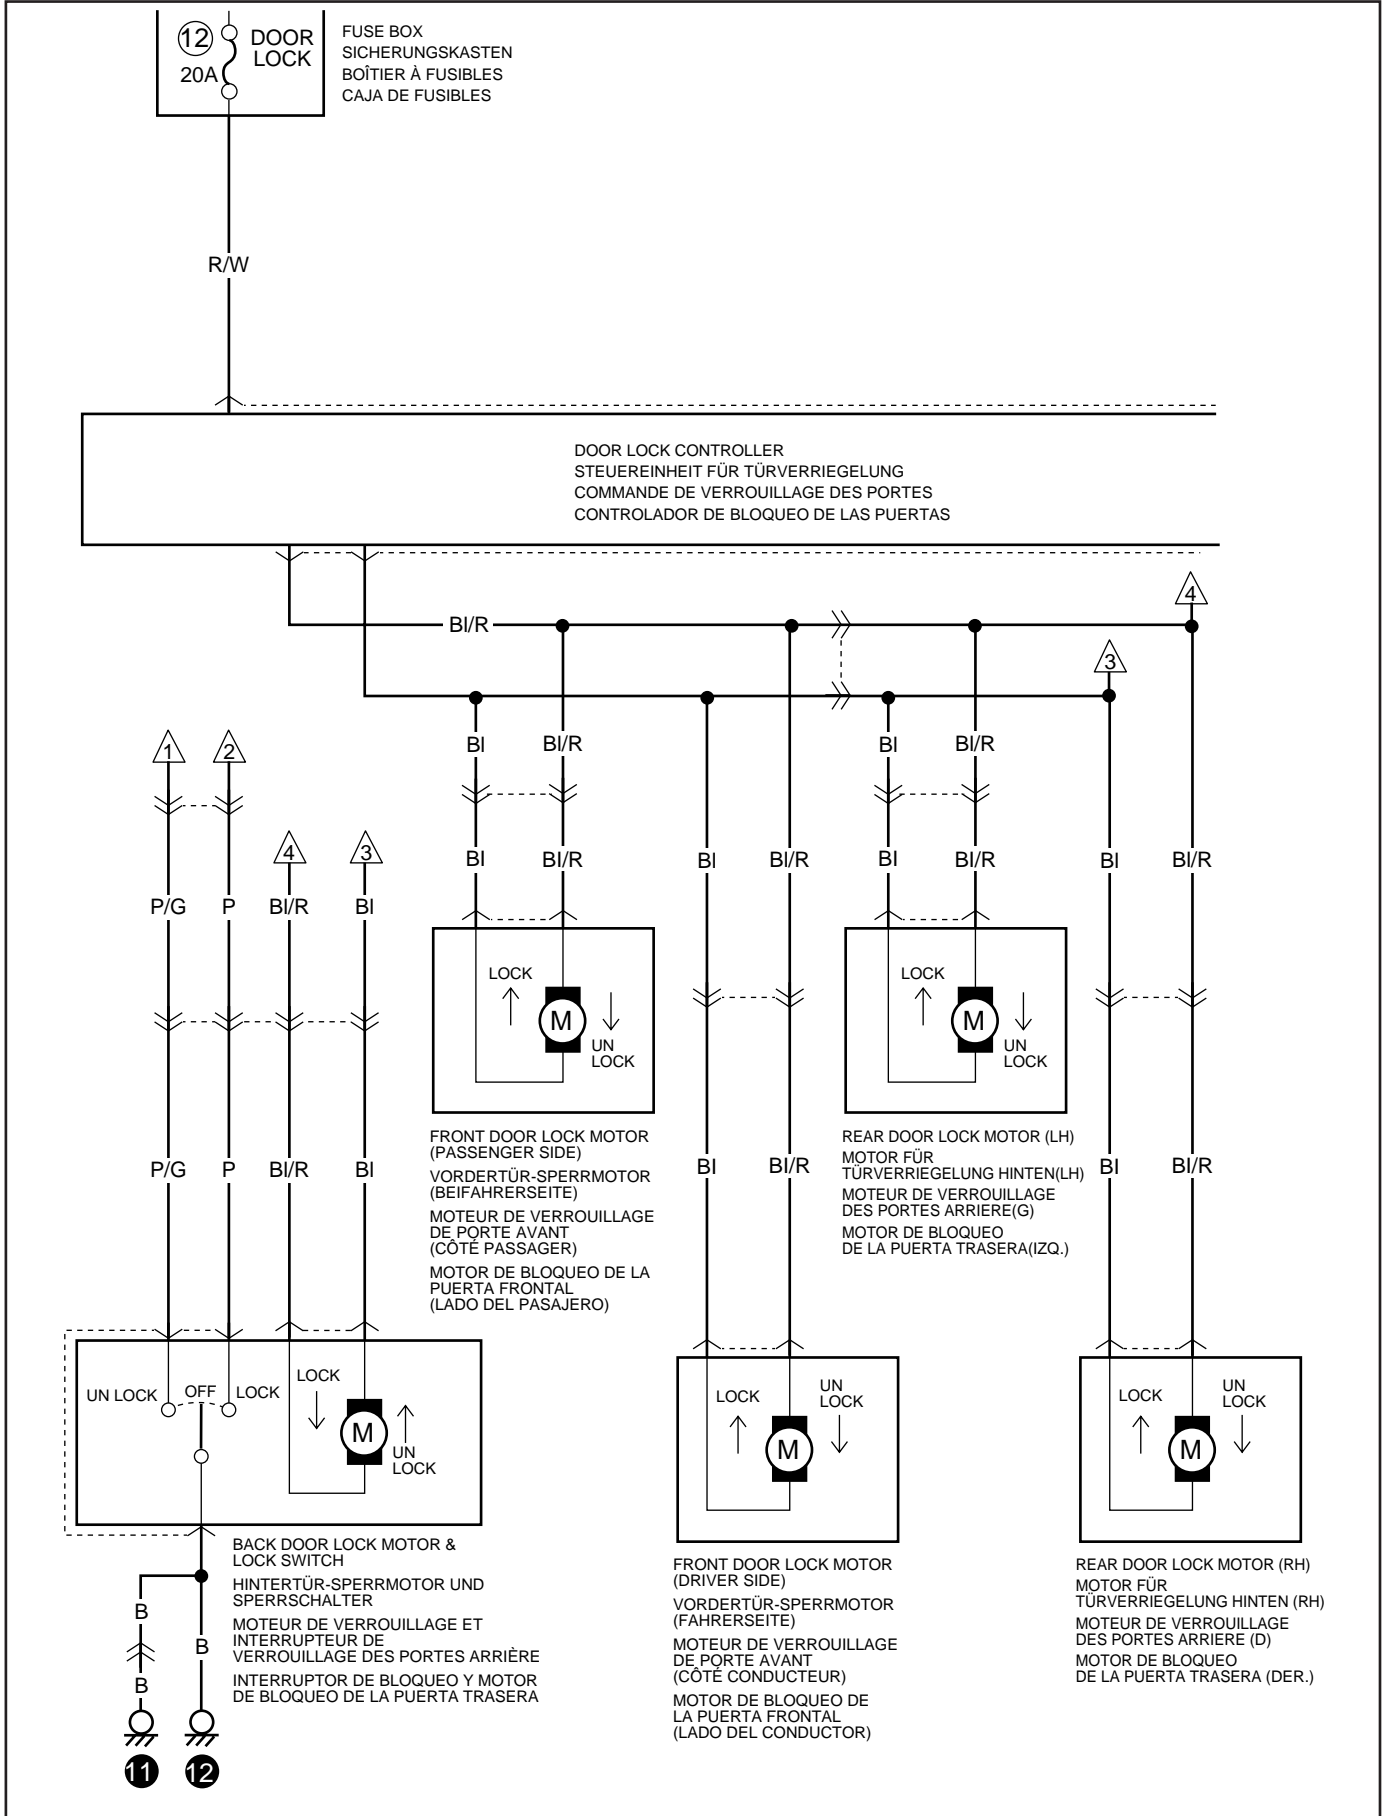 12
DOOR
LOCK
20A
FUSE BOX
SICHERUNGSKASTEN
BOÎTIER À FUSIBLES
CAJA DE FUSIBLES
R/W
DOOR LOCK CONTROLLER
STEUEREINHEIT FÜR TÜRVERRIEGELUNG
COMMANDE DE VERROUILLAGE DES PORTES
CONTROLADOR DE BLOQUEO DE LAS PUERTAS
4
Bl/R
3
1 2
Bl Bl/R Bl Bl/R
4 3
Bl Bl/R Bl Bl/R Bl Bl/R Bl Bl/R
P/G P Bl/R Bl
LOCK
M
UN
LOCK
LOCK
M
UN
LOCK
FRONT DOOR LOCK MOTOR
(PASSENGER SIDE)
VORDERTÜR-SPERRMOTOR
(BEIFAHRERSEITE)
MOTEUR DE VERROUILLAGE
DE PORTE AVANT
(CÔTÉ PASSAGER)
MOTOR DE BLOQUEO DE LA
PUERTA FRONTAL
(LADO DEL PASAJERO)
REAR DOOR LOCK MOTOR (LH)
MOTOR FÜR
TÜRVERRIEGELUNG HINTEN(LH)
MOTEUR DE VERROUILLAGE
DES PORTES ARRIERE(G)
MOTOR DE BLOQUEO
DE LA PUERTA TRASERA(IZQ.)
P/G P Bl/R Bl Bl Bl/R Bl Bl/R
UN LOCK OFF LOCK
LOCK
M
UN
LOCK
LOCK
M
UN
LOCK
LOCK
M
UN
LOCK
BACK DOOR LOCK MOTOR &
LOCK SWITCH
HINTERTÜR-SPERRMOTOR UND
SPERRSCHALTER
MOTEUR DE VERROUILLAGE ET
INTERRUPTEUR DE
VERROUILLAGE DES PORTES ARRIÈRE
INTERRUPTOR DE BLOQUEO Y MOTOR
DE BLOQUEO DE LA PUERTA TRASERA
B
B
B
11 12
FRONT DOOR LOCK MOTOR
(DRIVER SIDE)
VORDERTÜR-SPERRMOTOR
(FAHRERSEITE)
MOTEUR DE VERROUILLAGE
DE PORTE AVANT
(CÔTÉ CONDUCTEUR)
MOTOR DE BLOQUEO DE
LA PUERTA FRONTAL
(LADO DEL CONDUCTOR)
REAR DOOR LOCK MOTOR (RH)
MOTOR FÜR
TÜRVERRIEGELUNG HINTEN (RH)
MOTEUR DE VERROUILLAGE
DES PORTES ARRIERE (D)
MOTOR DE BLOQUEO
DE LA PUERTA TRASERA (DER.)